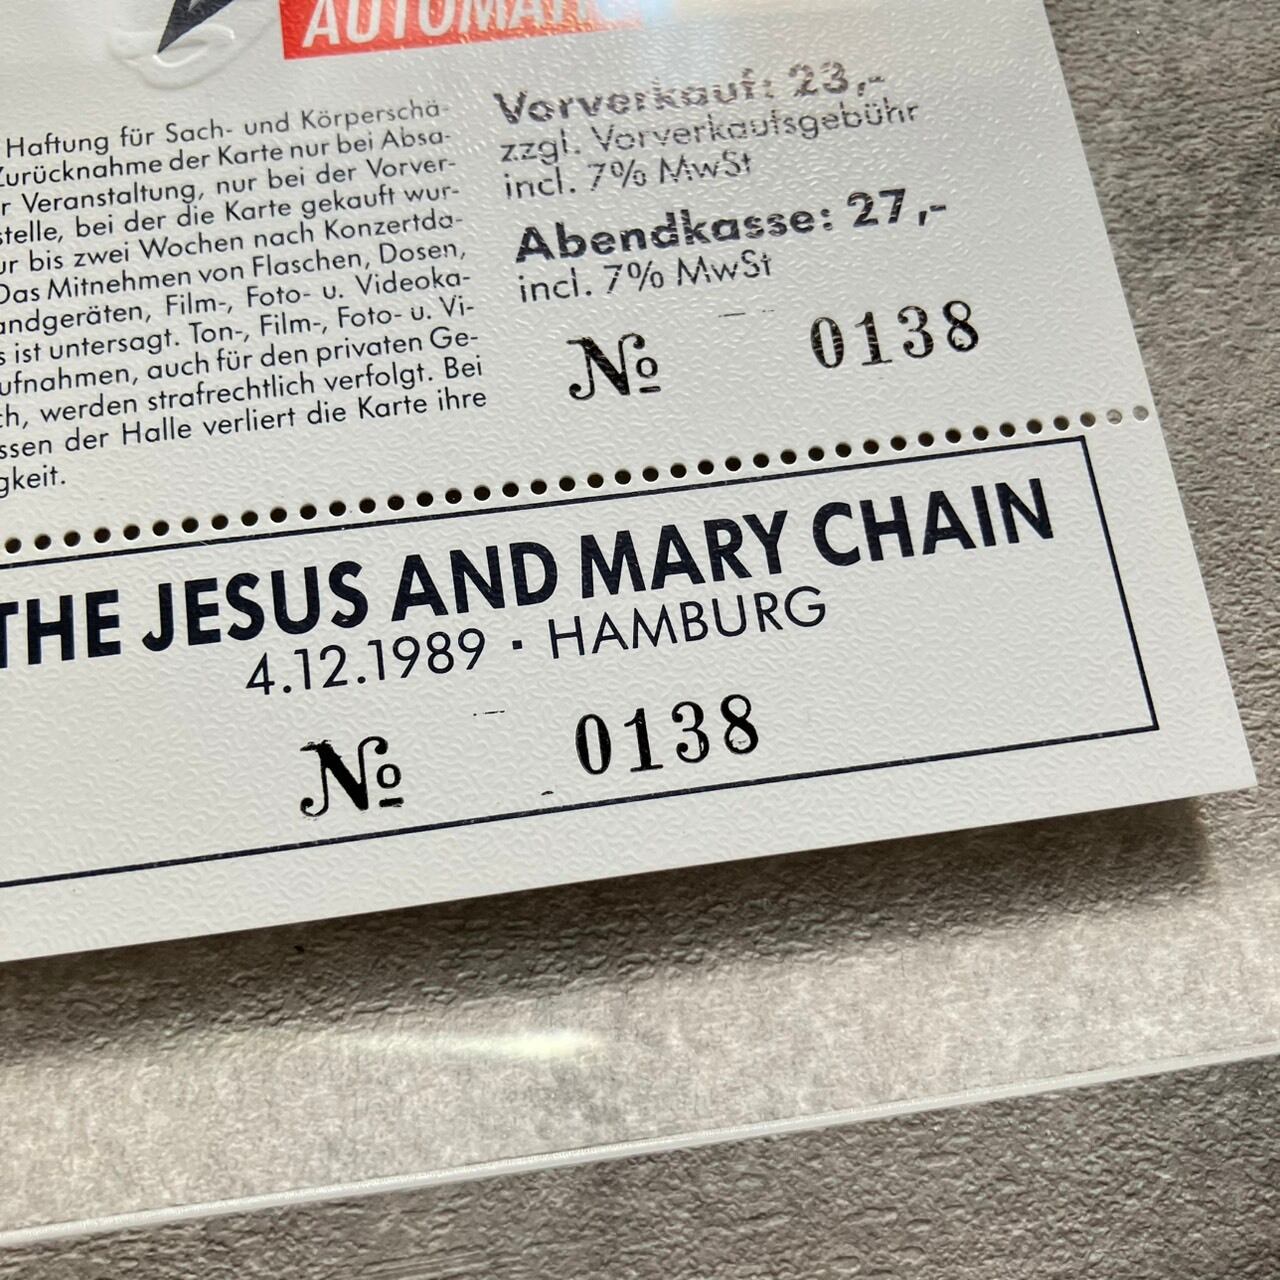 AUTOMATIC
Haftung für Sach- und Körperschä-
Zurücknahme der Karte nur bei Absa-
r Veranstaltung, nur bei der Vorver-
stelle, bei der die Karte gekauft wur-
ur bis zwei Wochen nach Konzertda-
Das Mitnehmen von Flaschen, Dosen,
andgeräten, Film-, Foto- u. Videoka-
s ist untersagt. Ton-, Film-, Foto- u. Vi-
ufnahmen, auch für den privaten Ge-
ch, werden strafrechtlich verfolgt. Bei
ssen der Halle verliert die Karte ihre
gkeit.
Vorverkauf: 23,-
zzgl. Vorverkaufsgebühr
incl. 7% MwSt
Abendkasse: 27,-
incl. 7% MwSt
№ 0138
THE JESUS AND MARY CHAIN
4.12.1989 · HAMBURG
№ 0138